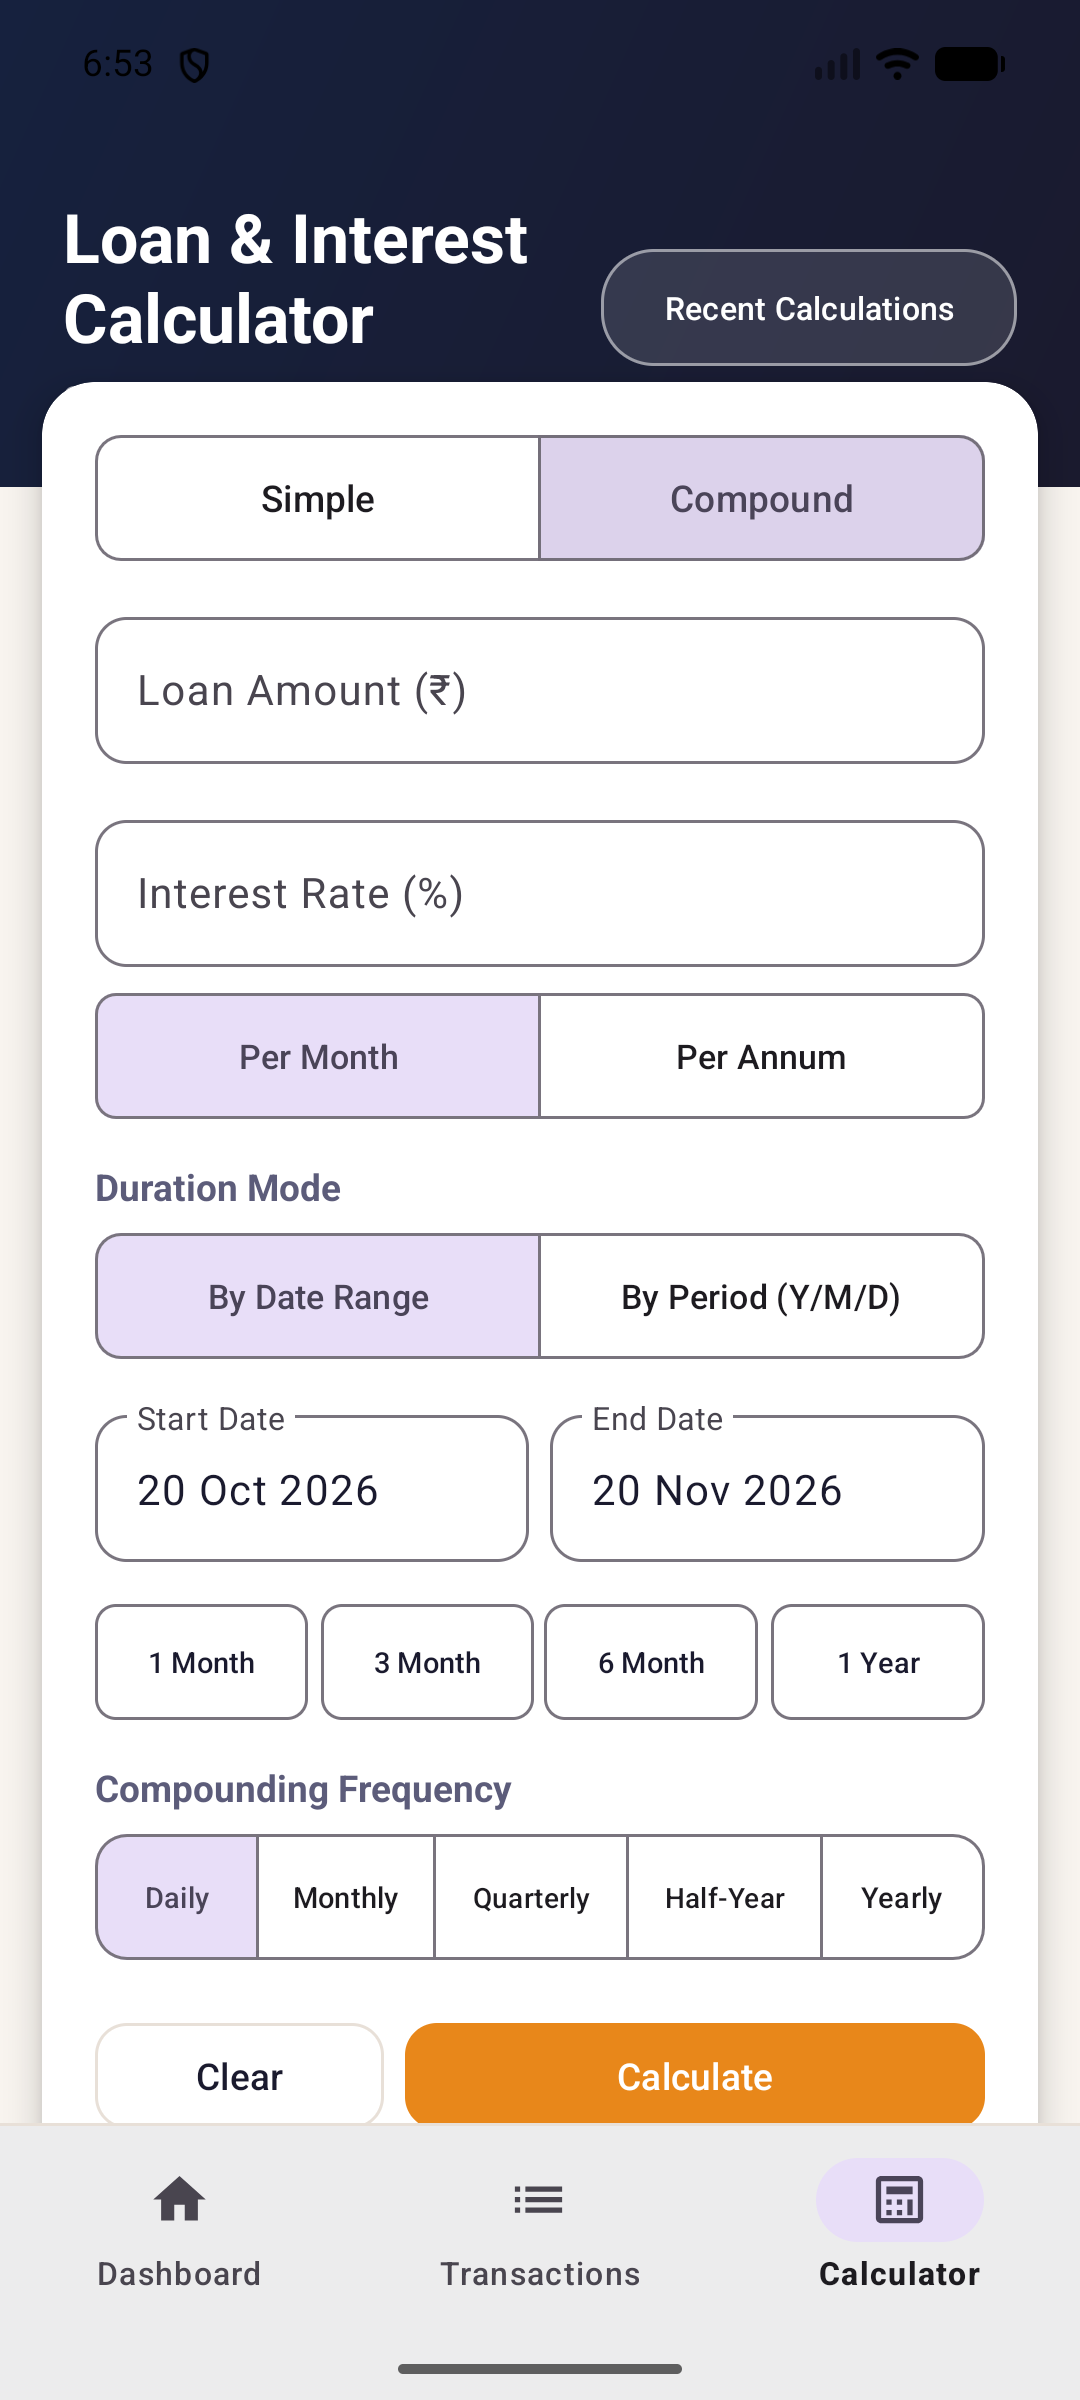 6:53
Loan & Interest
Calculator
Recent Calculations
Simple
Compound
Loan Amount (₹)
Interest Rate (%)
Per Month
Per Annum
Duration Mode
By Date Range
By Period (Y/M/D)
Start Date
End Date
20 Oct 2026
20 Nov 2026
1 Month
3 Month
6 Month
1 Year
Compounding Frequency
Daily
Monthly
Quarterly
Half-Year
Yearly
Clear
Calculate
Dashboard
Transactions
Calculator